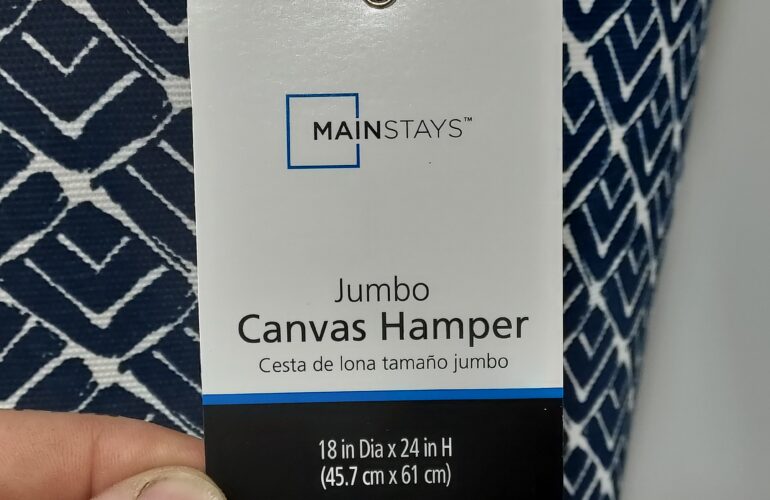 MAINSTAYS™
Jumbo
Canvas Hamper
Cesta de lona tamaño jumbo
18 in Dia x 24 in H
(45.7 cm x 61 cm)